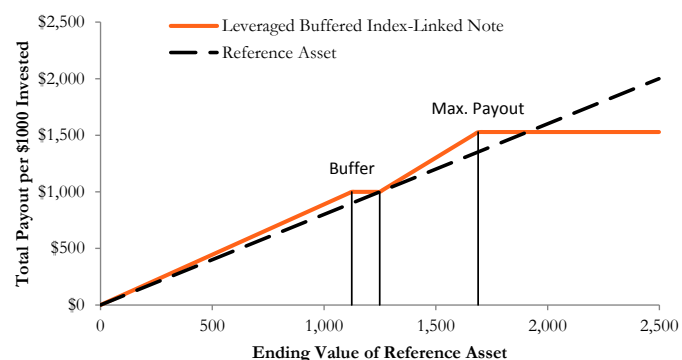 $2,500
Leveraged Buffered Index-Linked Note
Reference Asset
$2,000
Max. Payout
$1,500
Buffer
$1,000
$500
$0
0
500
1,000
1,500
2,000
2,500
Total Payout per $1000 Invested
Ending Value of Reference Asset